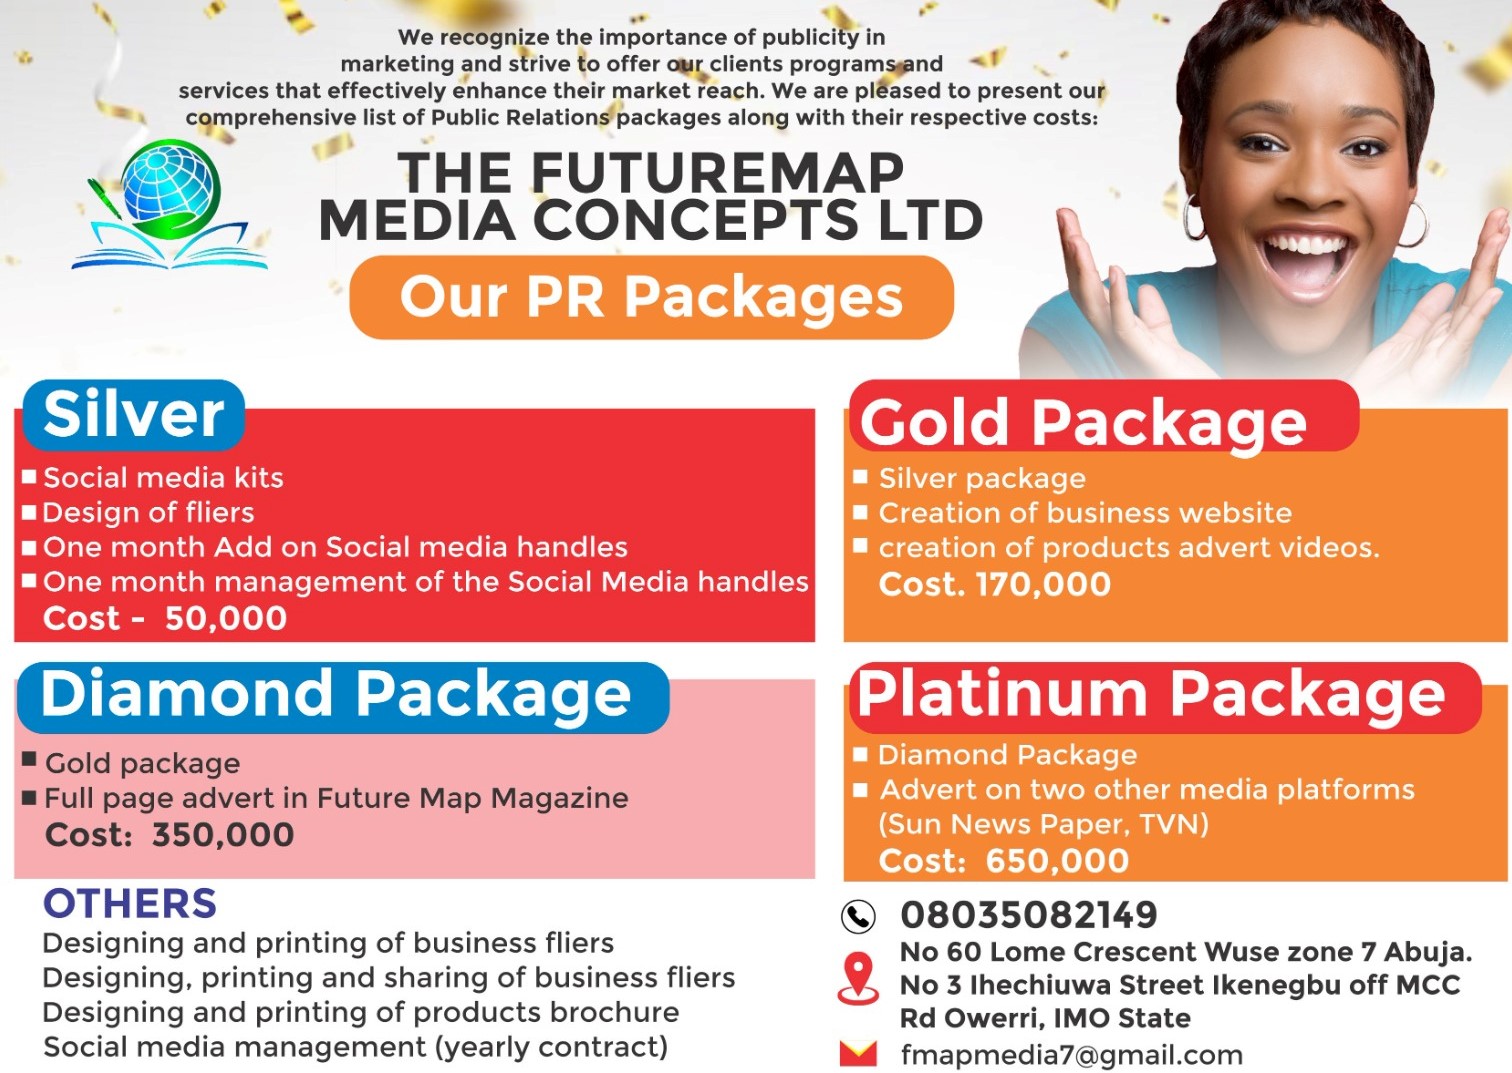 We recognize the importance of publicity in
marketing and strive to offer our clients programs and
services that effectively enhance their market reach. We are pleased to present our
comprehensive list of Public Relations packages along with their respective costs:
THE FUTUREMAP
MEDIA CONCEPTS LTD
Our PR Packages
Silver
Social media kits
Design of fliers
One month Add on Social media handles
One month management of the Social Media handles
Cost - 50,000
Gold Package
Silver package
Creation of business website
creation of products advert videos.
Cost. 170,000
Diamond Package
Gold package
Full page advert in Future Map Magazine
Cost: 350,000
Platinum Package
Diamond Package
Advert on two other media platforms
(Sun News Paper, TVN)
Cost: 650,000
OTHERS
Designing and printing of business fliers
Designing, printing and sharing of business fliers
Designing and printing of products brochure
Social media management (yearly contract)
08035082149
No 60 Lome Crescent Wuse zone 7 Abuja.
No 3 Ihechiuwa Street Ikenegbu off MCC
Rd Owerri, IMO State
fmapmedia7@gmail.com